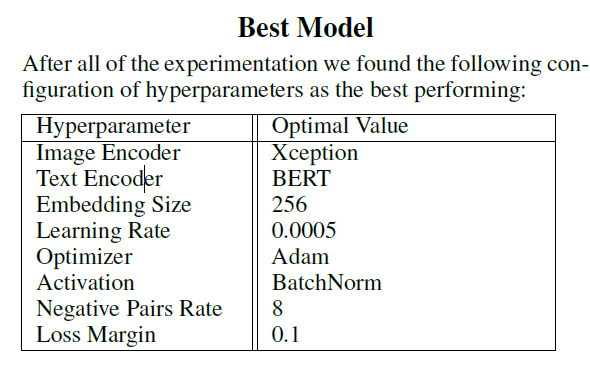 Best Model
After all of the experimentation we found the following con-
figuration of hyperparameters as the best performing:
Hyperparameter Optimal Value
Image Encoder Xception
Text Encoder BERT
Embedding Size 256
Learning Rate 0.0005
Optimizer Adam
Activation BatchNorm
Negative Pairs Rate 8
Loss Margin 0.1